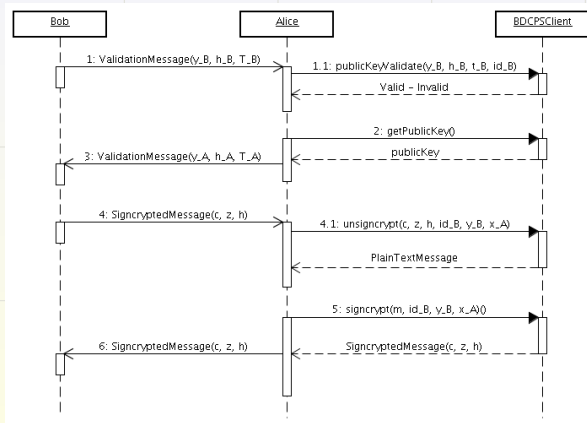 Bob
Alice
BDCPSClient
1: ValidationMessage(y_B, h_B, T_B)
1.1: publicKeyValidate(y_B, h_B, t_B, id_B)
Valid - Invalid
2: getPublicKey()
publicKey
3: ValidationMessage(y_A, h_A, T_A)
4: SigncryptedMessage(c, z, h)
4.1: unsigncrypt(c, z, h, id_B, y_B, x_A)
PlainTextMessage
5: signcrypt(m, id_B, y_B, x_A)()
6: SigncryptedMessage(c, z, h)
SigncryptedMessage(c, z, h)